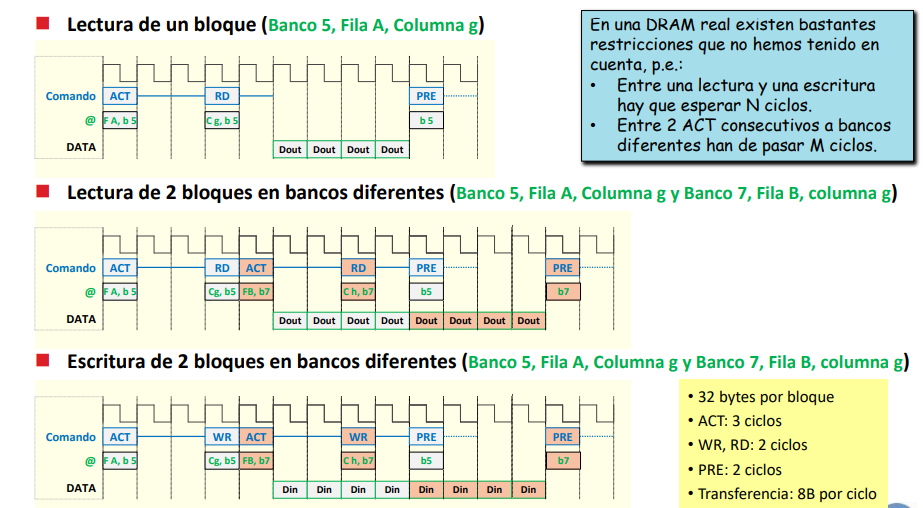 Lectura de un bloque (Banco 5, Fila A, Columna g)
Comando ACT RD PRE
@ F A, b 5 C g, b5 b 5
DATA Dout Dout Dout Dout
En una DRAM real existen bastantes
restricciones que no hemos tenido en
cuenta, p.e.:
• Entre una lectura y una escritura
hay que esperar N ciclos.
• Entre 2 ACT consecutivos a bancos
diferentes han de pasar M ciclos.
Lectura de 2 bloques en bancos diferentes (Banco 5, Fila A, Columna g y Banco 7, Fila B, columna g)
Comando ACT RD ACT RD PRE PRE
@ F A, b 5 Cg, b5 FB, b7 C h, b7 b5 b7
DATA Dout Dout Dout Dout Dout Dout Dout Dout
Escritura de 2 bloques en bancos diferentes (Banco 5, Fila A, Columna g y Banco 7, Fila B, columna g)
Comando ACT WR ACT WR PRE PRE
@ F A, b 5 Cg, b5 FB, b7 C h, b7 b5 b7
DATA Din Din Din Din Din Din Din Din
• 32 bytes por bloque
• ACT: 3 ciclos
• WR, RD: 2 ciclos
• PRE: 2 ciclos
• Transferencia: 8B por ciclo